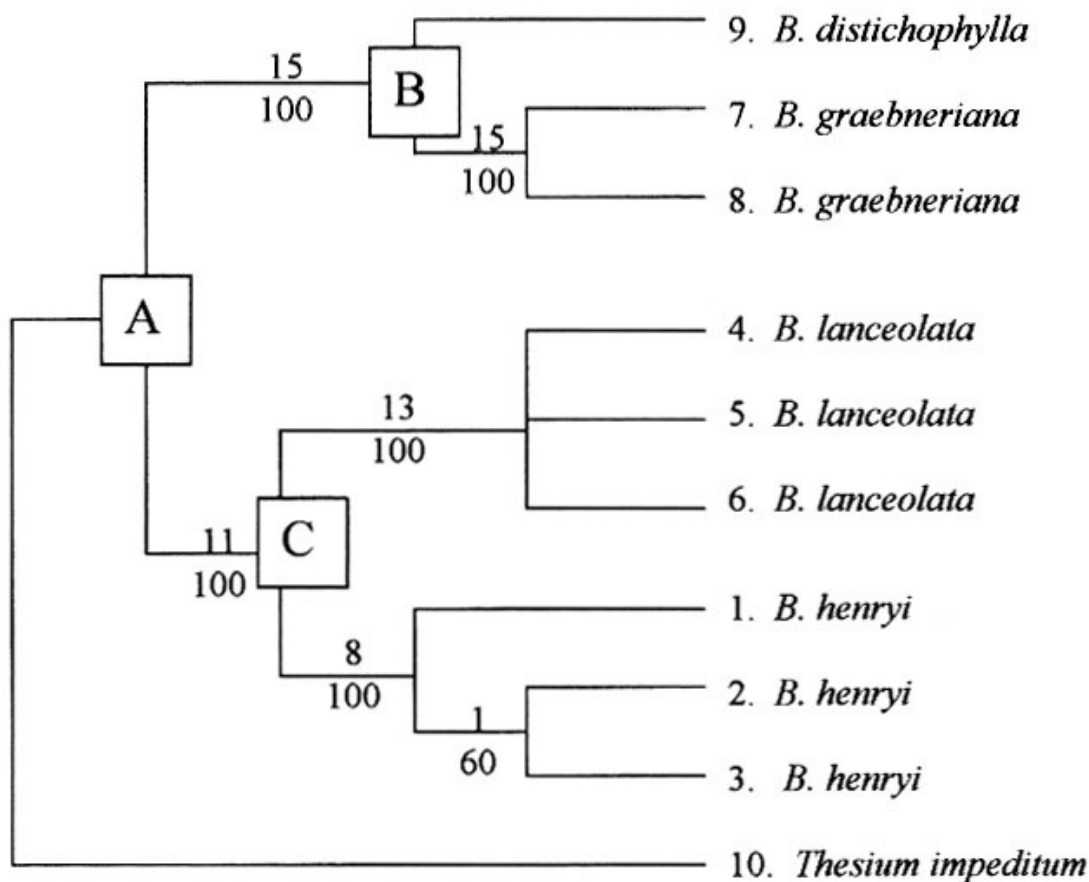 9. B. distichophylla
15
B
100
7. B. graebneriana
15
100
8. B. graebneriana
A
4. B. lanceolata
13
5. B. lanceolata
100
6. B. lanceolata
11
C
100
1. B. henryi
8
100
2. B. henryi
1
60
3. B. henryi
10. Thesium impeditum